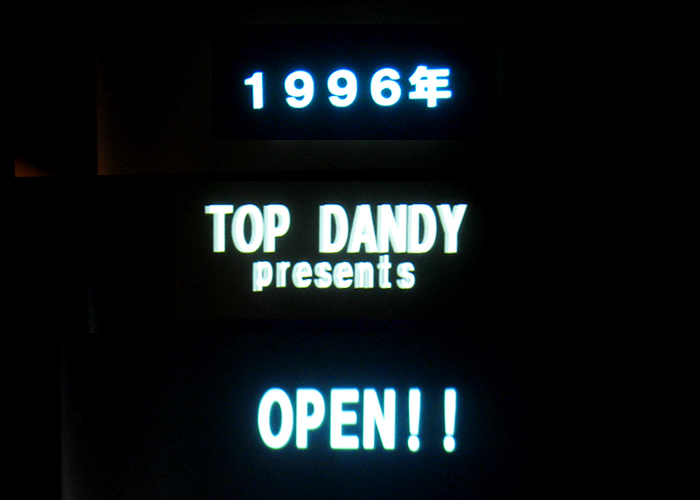 1996年
TOP DANDY
presents
OPEN!!